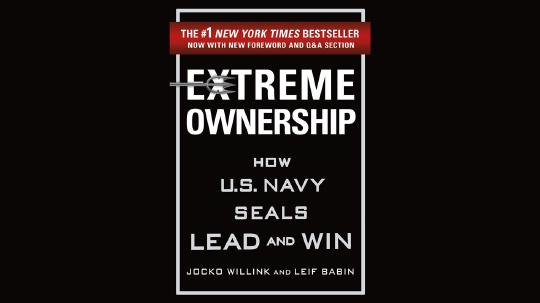 THE #1 NEW YORK TIMES BESTSELLER
NOW WITH NEW FOREWORD AND Q&A SECTION
EXTREME
OWNERSHIP
HOW
U.S. NAVY
SEALS
LEAD AND WIN
JOCKO WILLINK AND LEIF BABIN